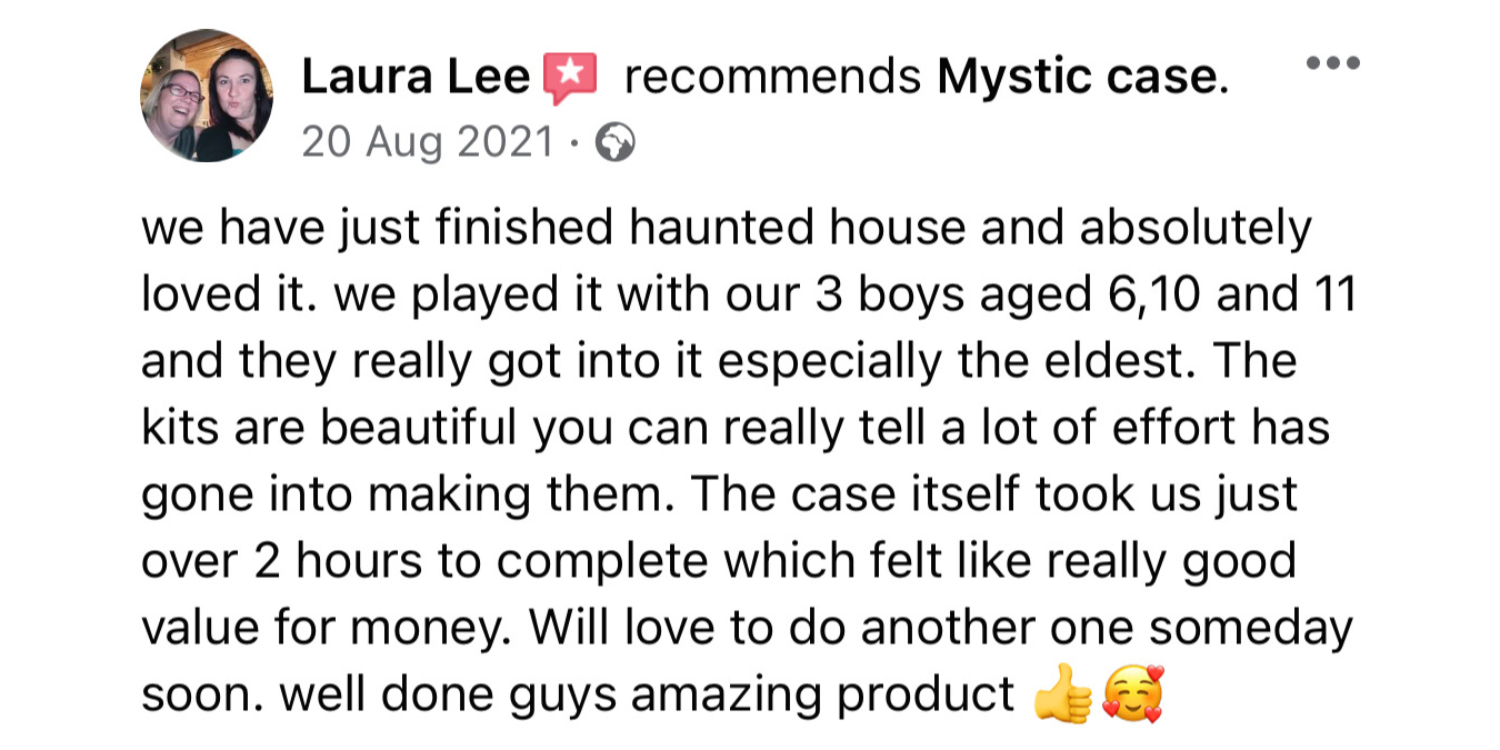 Laura Lee recommends Mystic case.
20 Aug 2021 ·
we have just finished haunted house and absolutely
loved it. we played it with our 3 boys aged 6,10 and 11
and they really got into it especially the eldest. The
kits are beautiful you can really tell a lot of effort has
gone into making them. The case itself took us just
over 2 hours to complete which felt like really good
value for money. Will love to do another one someday
soon. well done guys amazing product 👍🥰